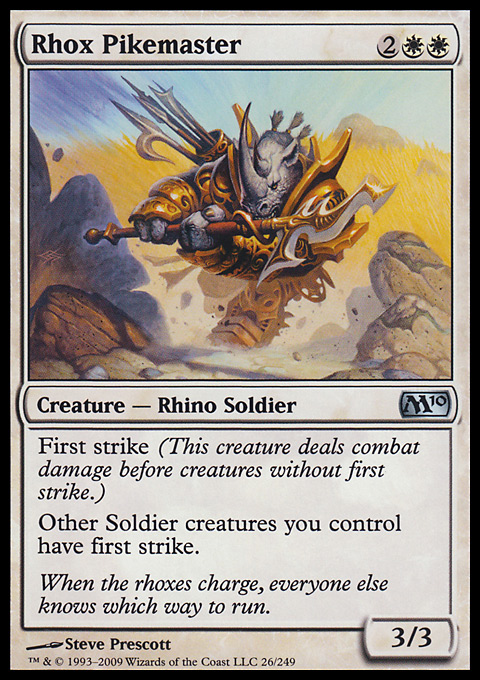 Rhox Pikemaster 2
Creature — Rhino Soldier M10
First strike (This creature deals combat
damage before creatures without first
strike.)
Other Soldier creatures you control
have first strike.
When the rhoxes charge, everyone else
knows which way to run.
Steve Prescott
3/3
™ & © 1993–2009 Wizards of the Coast LLC 26/249